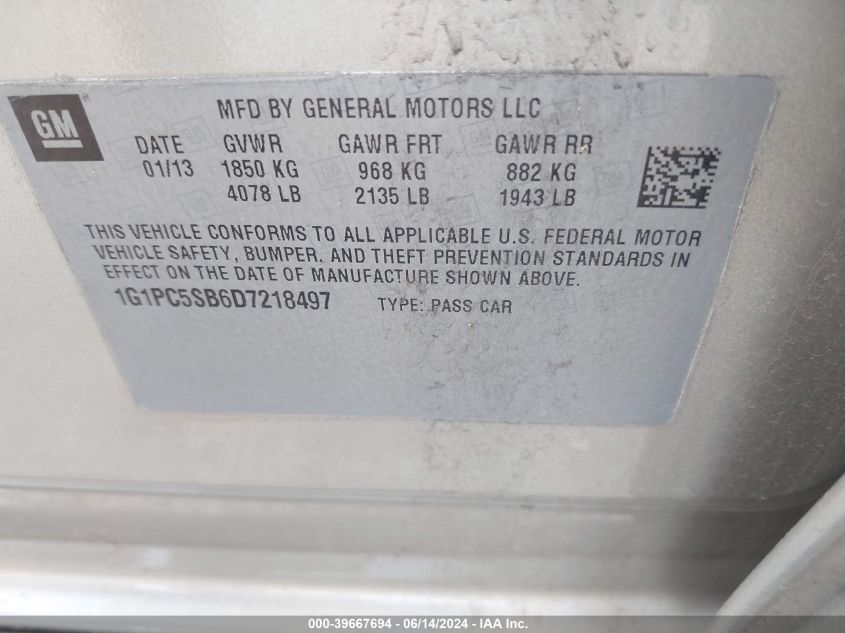 GM
MFD BY GENERAL MOTORS LLC
DATE GVWR GAWR FRT GAWR RR
01/13 1850 KG 968 KG 882 KG
4078 LB 2135 LB 1943 LB
THIS VEHICLE CONFORMS TO ALL APPLICABLE U.S. FEDERAL MOTOR
VEHICLE SAFETY, BUMPER, AND THEFT PREVENTION STANDARDS IN
EFFECT ON THE DATE OF MANUFACTURE SHOWN ABOVE.
1G1PC5SB6D7218497 TYPE: PASS CAR
000-39667694 - 06/14/2024 - IAA Inc.